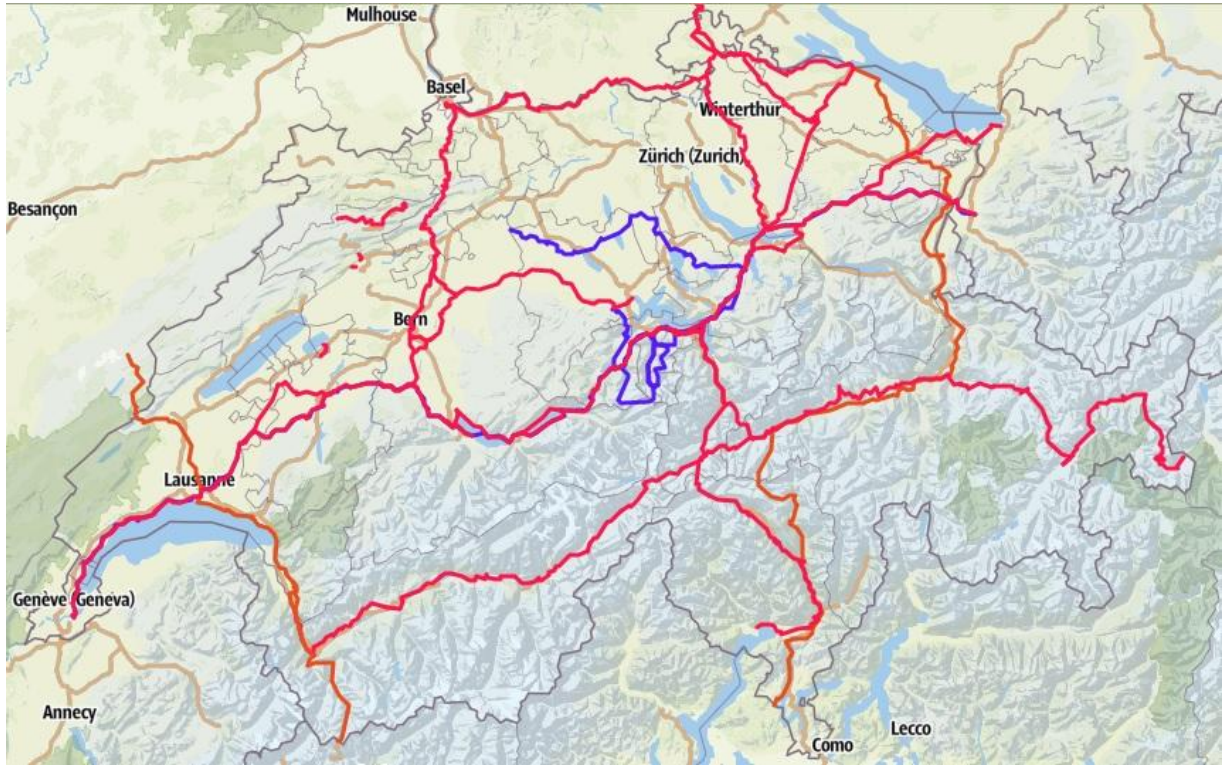 Mulhouse
Basel
Winterthur
Zürich (Zurich)
Besançon
Bern
Lausanne
Genève (Geneva)
Annecy
Lecco
Como